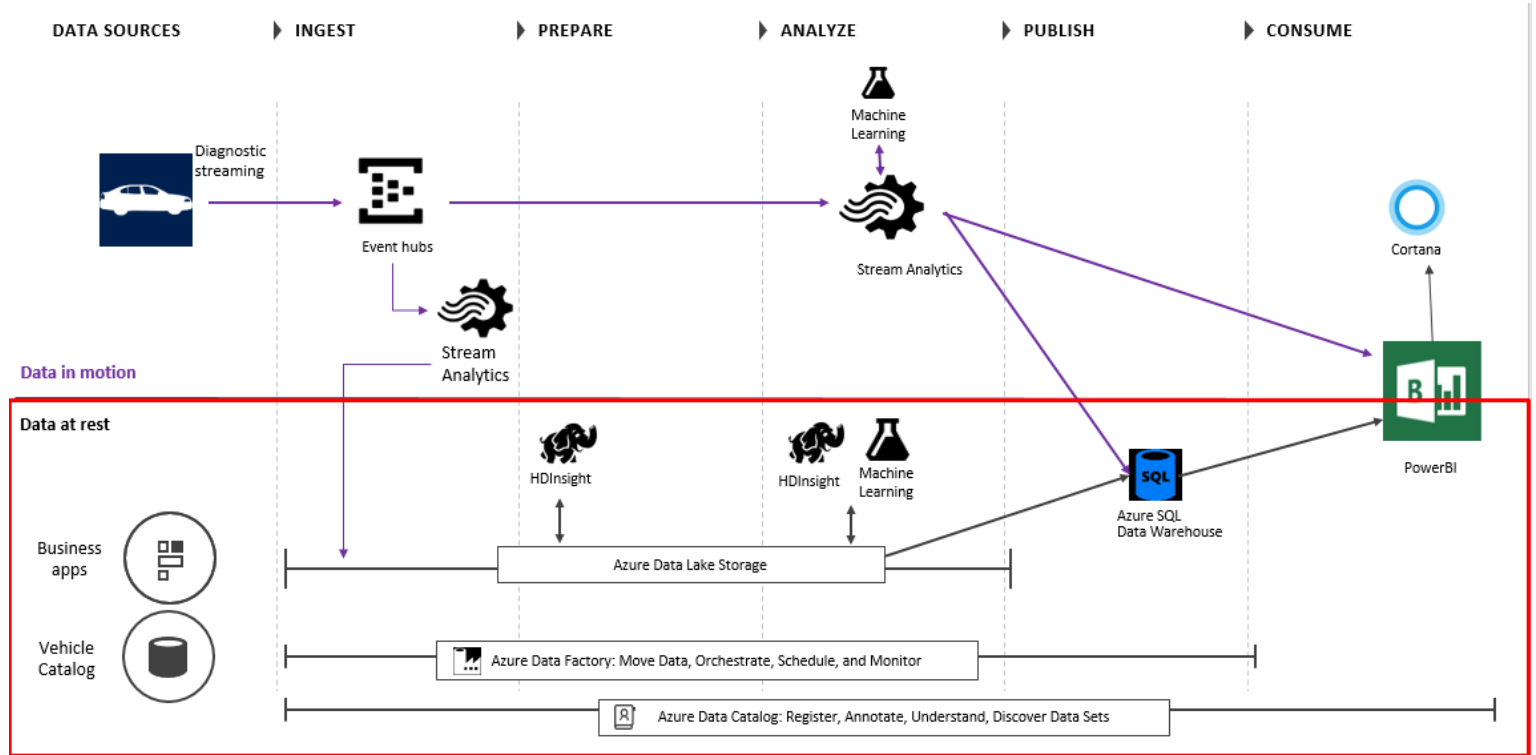 DATA SOURCES
INGEST
PREPARE
ANALYZE
PUBLISH
CONSUME
Machine
Learning
Diagnostic
streaming
Event hubs
Stream Analytics
Cortana
Stream
Analytics
Data in motion
Data at rest
HDInsight
HDInsight
Machine
Learning
SQL
B
PowerBI
Azure SQL
Data Warehouse
Business
apps
Azure Data Lake Storage
Vehicle
Catalog
Azure Data Factory: Move Data, Orchestrate, Schedule, and Monitor
Azure Data Catalog: Register, Annotate, Understand, Discover Data Sets